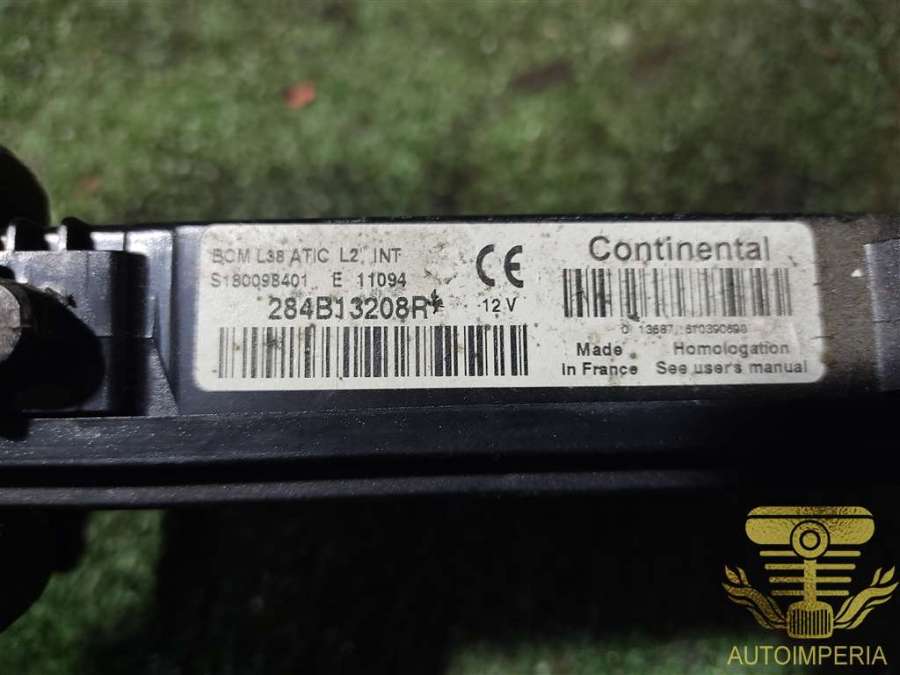 BCM L38 ATIC L2 INT
S180098401 E 11094
284B13208R
CE
12 V
Continental
Made
in France
Homologation
See user's manual
AUTOIMPERIA